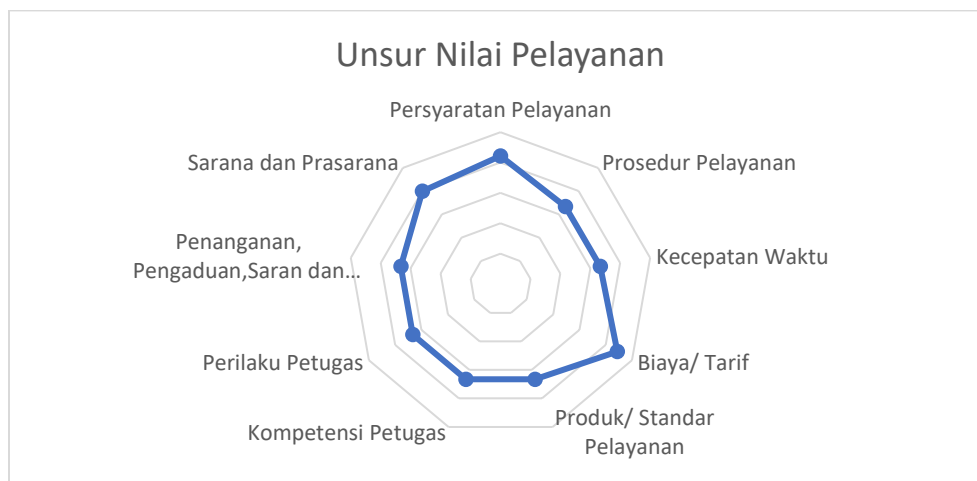 Unsur Nilai Pelayanan
Persyaratan Pelayanan
Prosedur Pelayanan
Kecepatan Waktu
Biaya/ Tarif
Produk/ Standar
Pelayanan
Kompetensi Petugas
Perilaku Petugas
Penanganan,
Pengaduan,Saran dan…
Sarana dan Prasarana